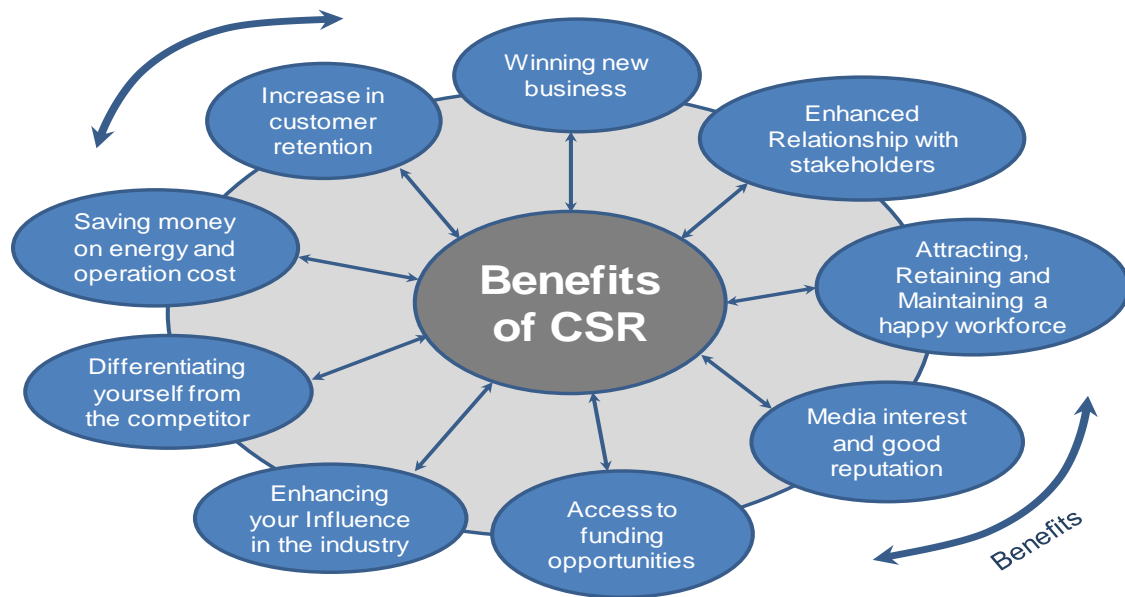 Winning new
business
Enhanced
Relationship with
stakeholders
Attracting,
Retaining and
Maintaining a
happy workforce
Media interest
and good
reputation
Access to
funding
opportunities
Enhancing
your Influence
in the industry
Differentiating
yourself from
the competitor
Saving money
on energy and
operation cost
Increase in
customer
retention
Benefits
of CSR
Benefits